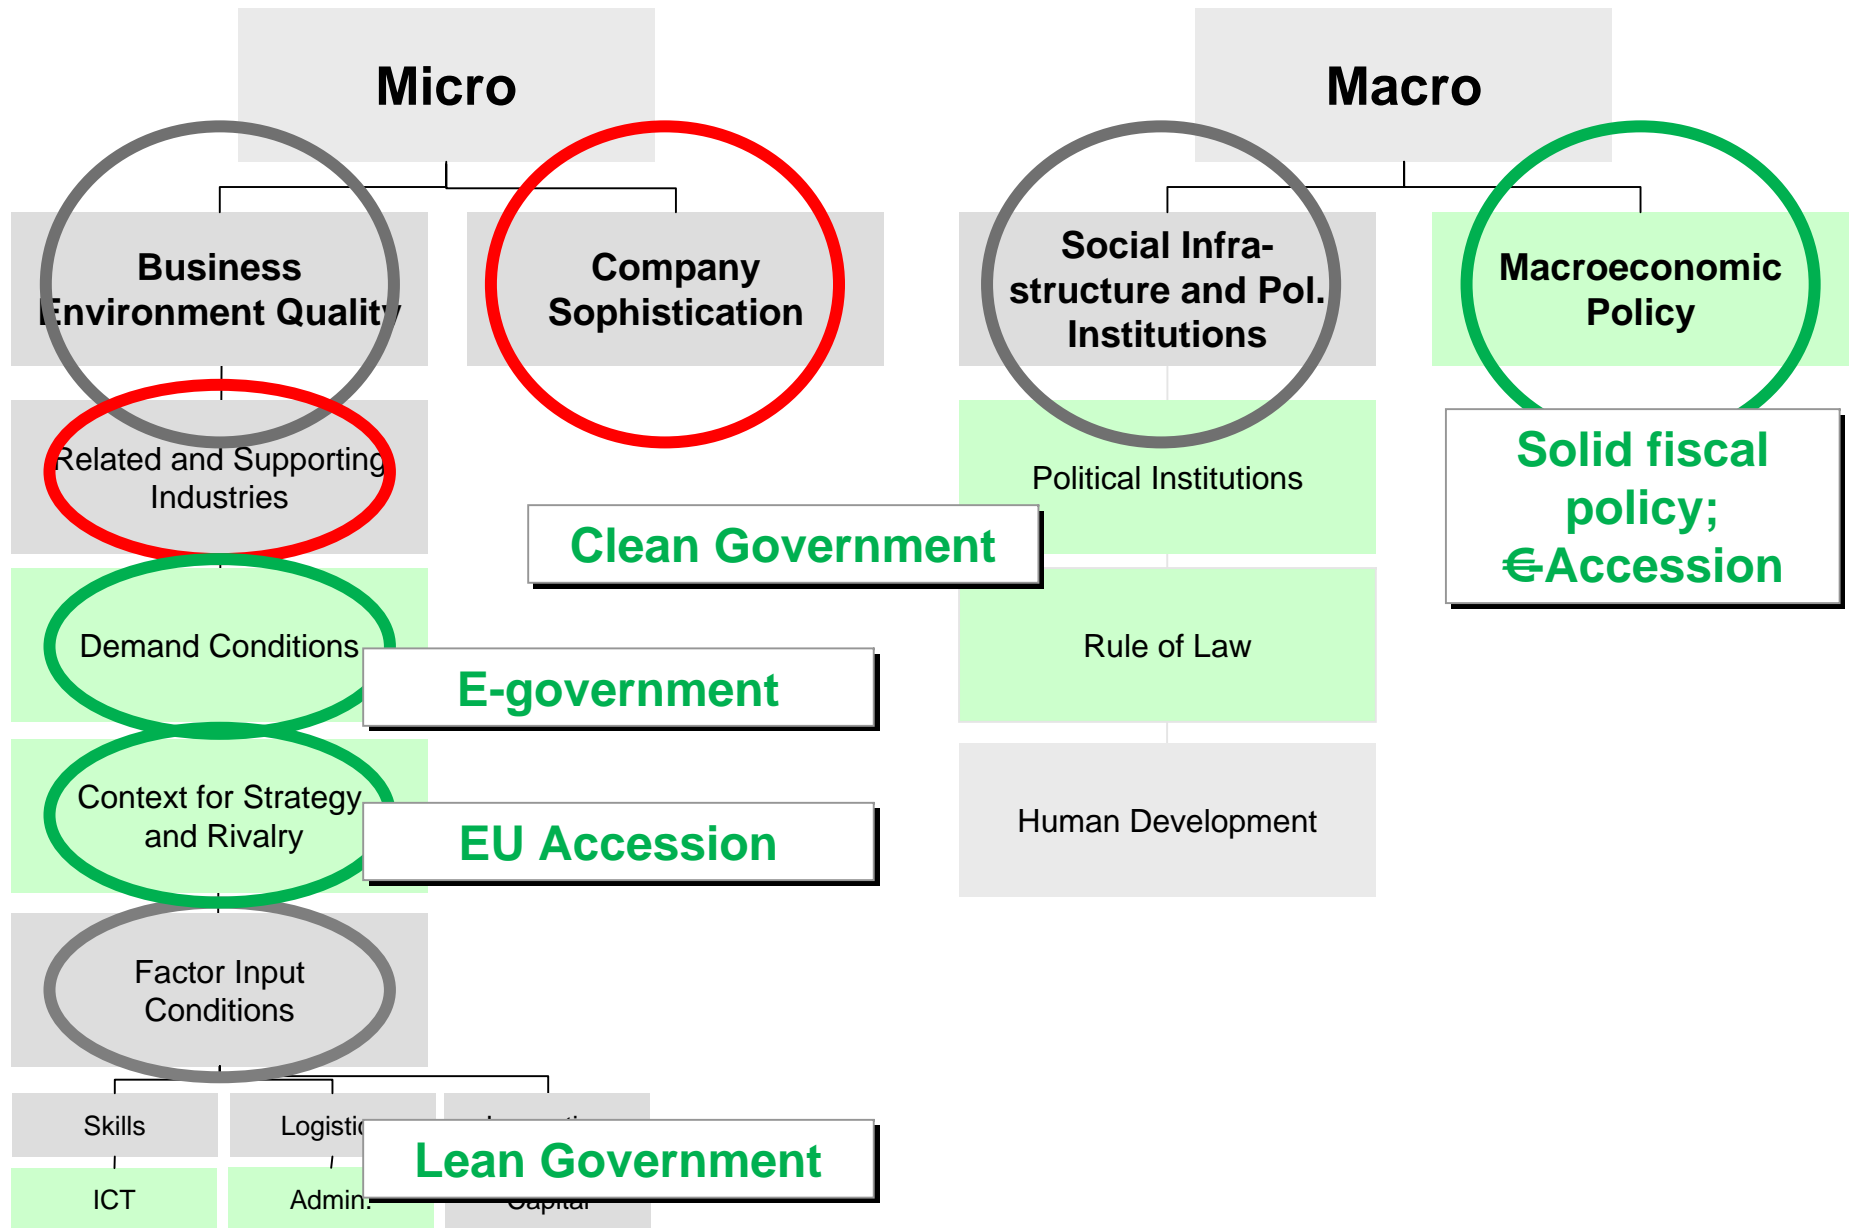 Micro
Macro
Business
Environment Quality
Company
Sophistication
Social Infra-
structure and Pol.
Institutions
Macroeconomic
Policy
Related and Supporting
Industries
Political Institutions
Solid fiscal
policy;
€-Accession
Clean Government
Demand Conditions
E-government
Rule of Law
Context for Strategy
and Rivalry
EU Accession
Human Development
Factor Input
Conditions
Skills
Lean Government
ICT
Admin.
Capital